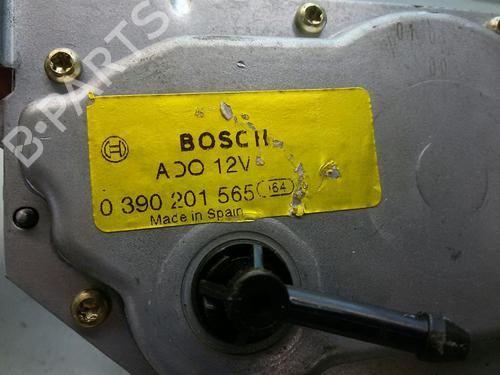 B-PARTS
BOSCH
ADO 12V
0 390 201 565
Made in Spain